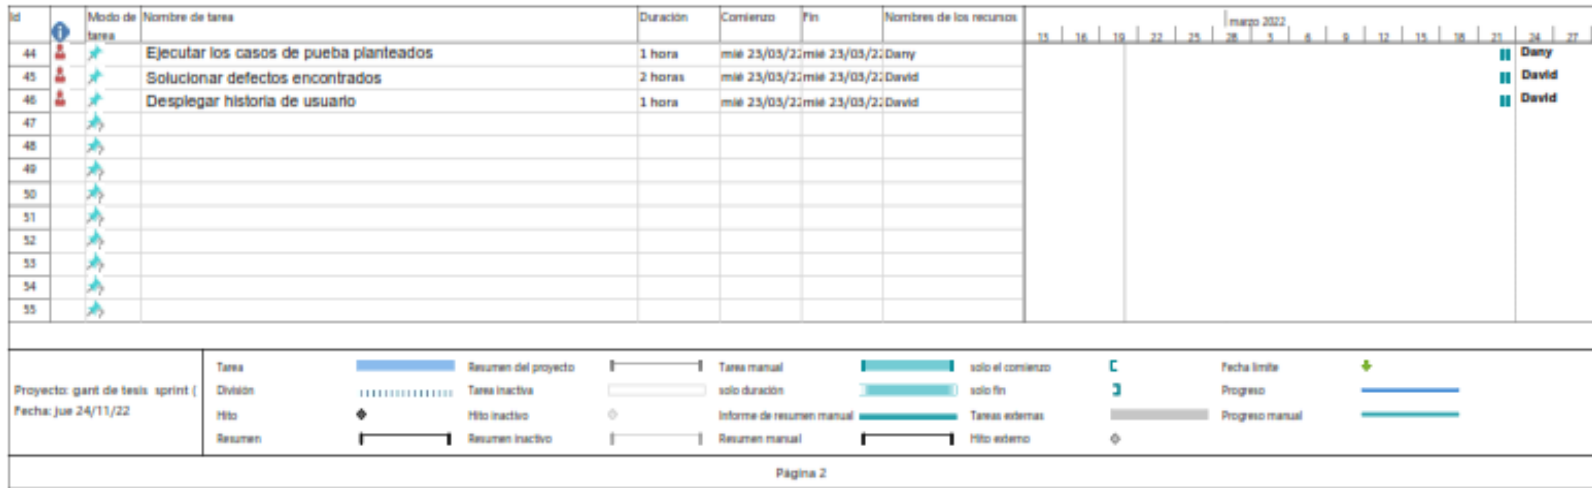 Id Modo de tarea Nombre de tarea Duración Comienzo Fin Nombres de los recursos marzo 2022
13 16 19 22 25 28 3 6 9 12 15 18 21 24 27
44 Ejecutar los casos de pueba planteados 1 hora mié 23/03/22 mié 23/03/22 Dany Dany
45 Solucionar defectos encontrados 2 horas mié 23/03/22 mié 23/03/22 David David
46 Desplegar historia de usuario 1 hora mié 23/03/22 mié 23/03/22 David David
47
48
49
50
51
52
53
54
55
Proyecto: gant de tesis sprint (
Fecha: jue 24/11/22
Tarea Resumen del proyecto Tarea manual solo el comienzo Fecha límite
División Tarea inactiva solo duración solo fin Progreso
Hito Hito inactivo Informe de resumen manual Tareas externas Progreso manual
Resumen Resumen inactivo Resumen manual Hito externo
Página 2